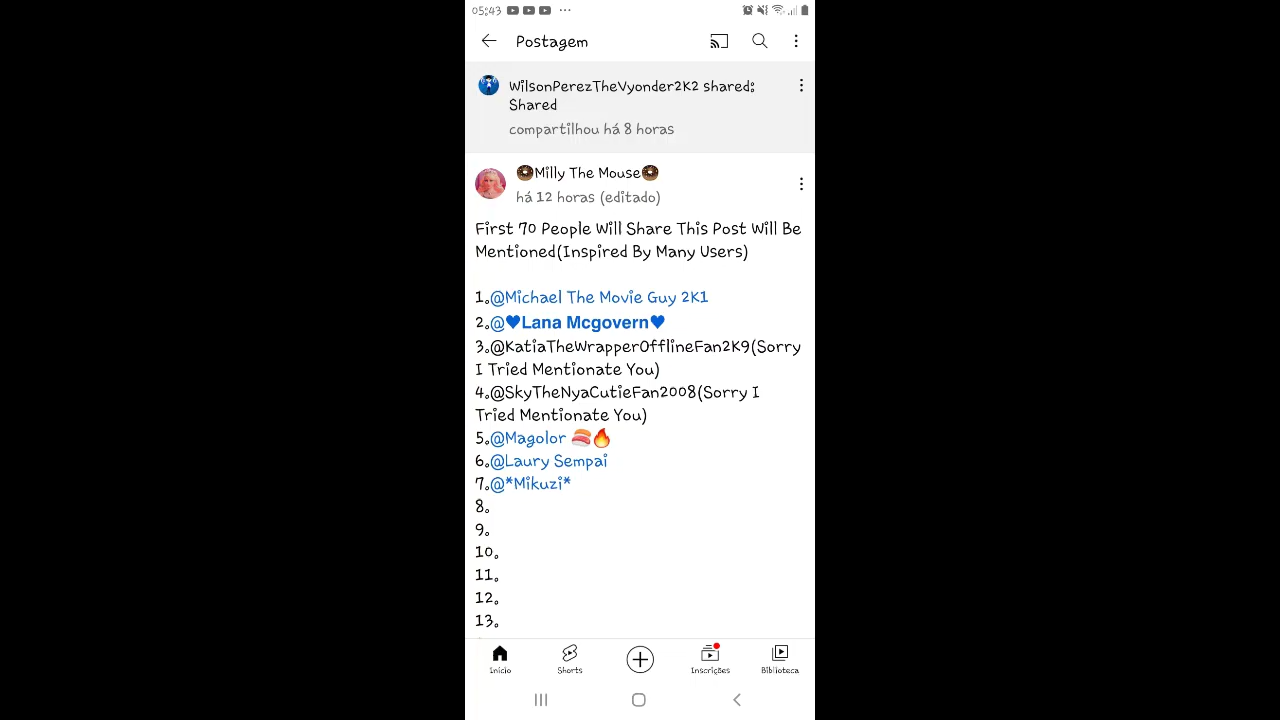 05:43
Postagem
WilsonPerezTheVyonder2K2 shared:
Shared
compartilhou há 8 horas
🍩Milly The Mouse🍩
há 12 horas (editado)
First 70 People Will Share This Post Will Be
Mentioned(Inspired By Many Users)
1.@Michael The Movie Guy 2K1
2.@♥Lana Mcgovern♥
3.@KatiaTheWrapperOfflineFan2K9(Sorry
I Tried Mentionate You)
4.@SkyTheNyaCutieFan2008(Sorry I
Tried Mentionate You)
5.@Magolor 🍣🔥
6.@Laury Sempai
7.@*Mikuzi*
8.
9.
10.
11.
12.
13.
Início Shorts Inscrições Biblioteca